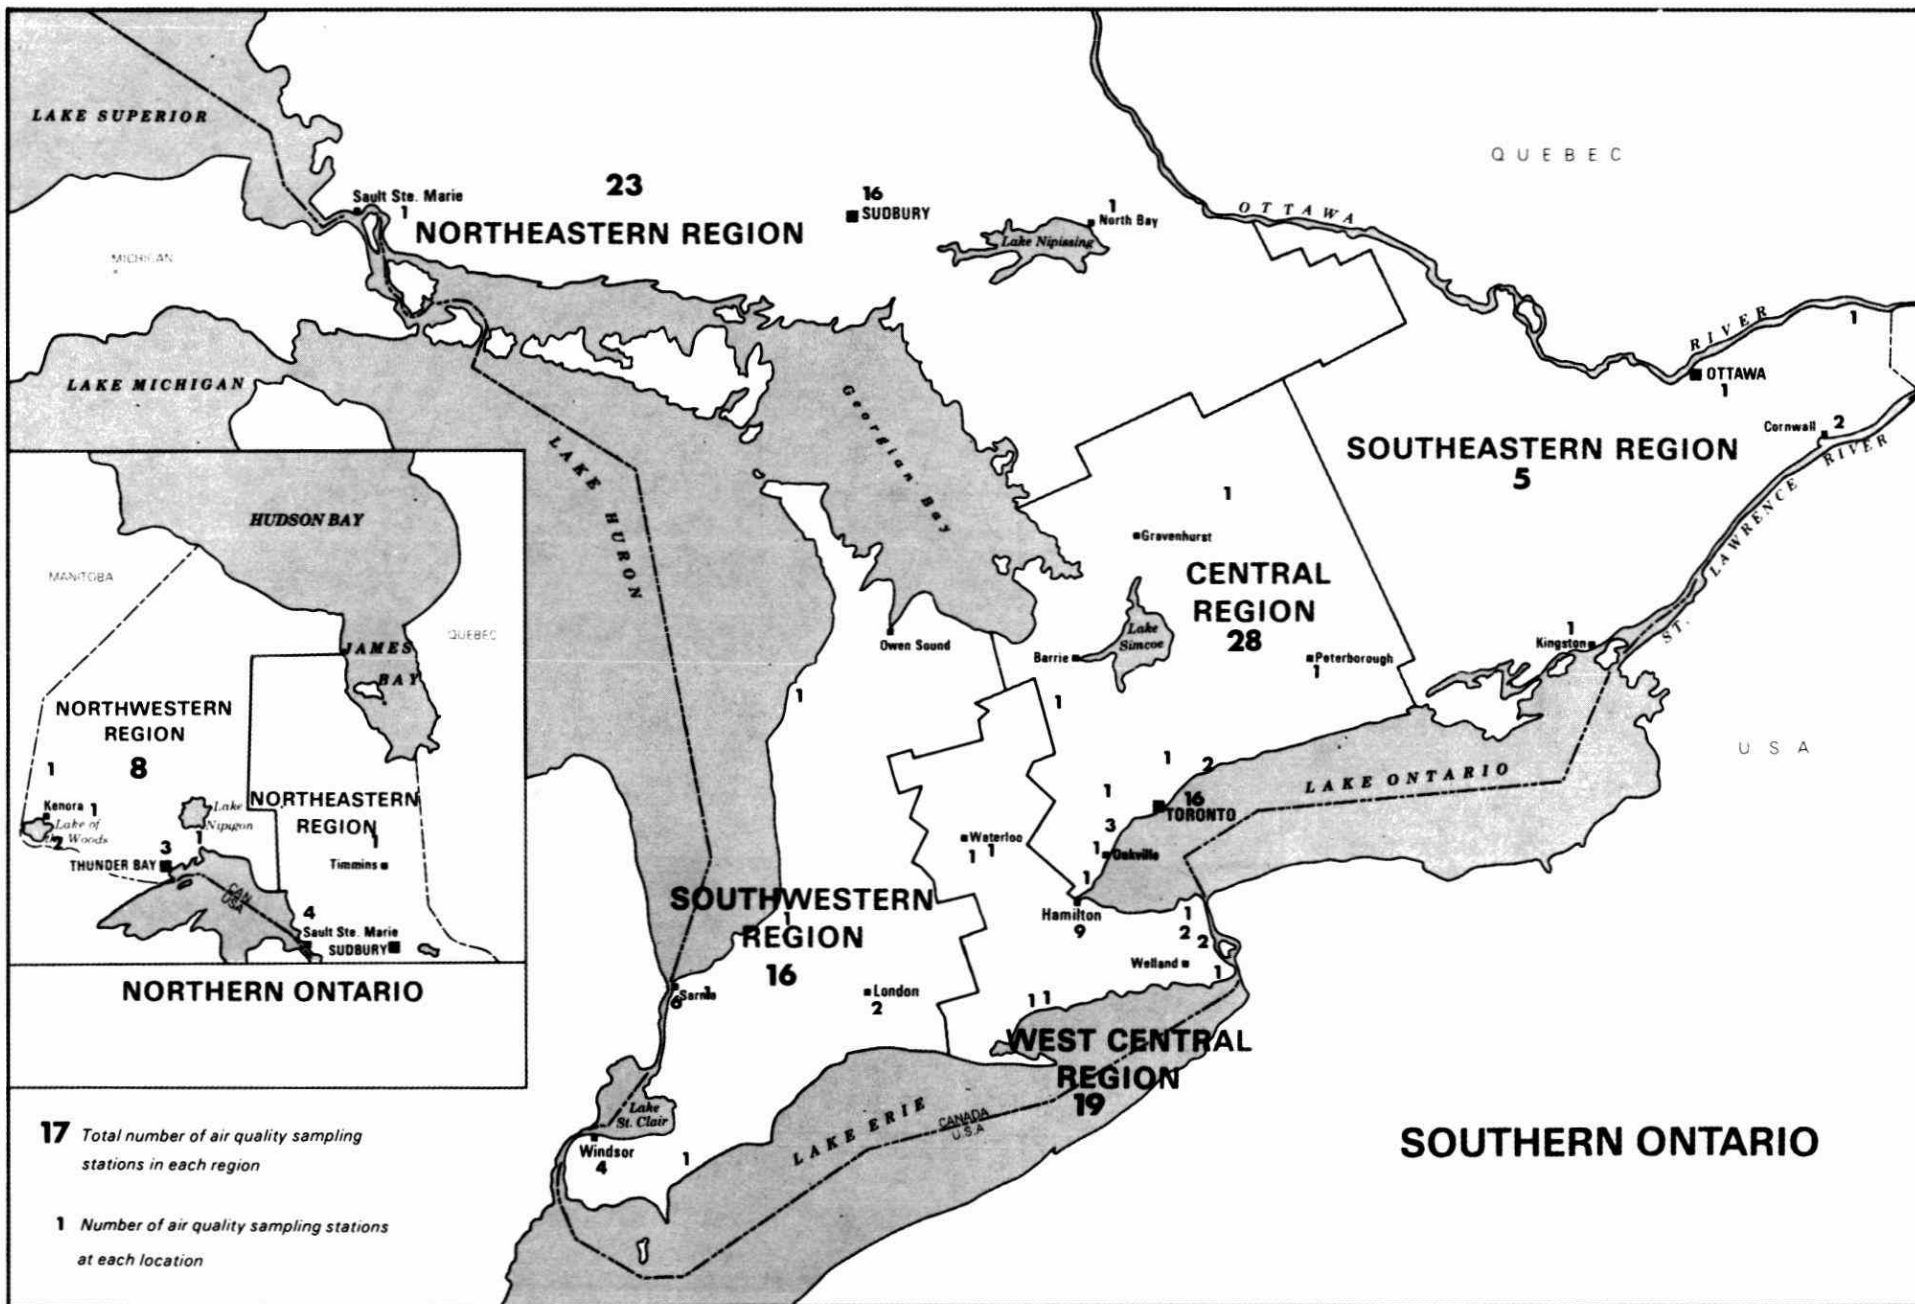 LAKE SUPERIOR
QUEBEC
Sault Ste. Marie
1
23
NORTHEASTERN REGION
16
SUDBURY
1
North Bay
Lake Nipissing
OTTAWA
RIVER
MICHIGAN
LAKE MICHIGAN
1
OTTAWA
1
Cornwall
2
SOUTHEASTERN REGION
5
ST. LAWRENCE RIVER
Georgian Bay
LAKE HURON
1
Gravenhurst
CENTRAL
REGION
28
Lake
Simcoe
Owen Sound
Barrie
Peterborough
1
1
Kingston
1
1
USA
1
2
LAKE ONTARIO
1
16
TORONTO
3
1
Oakville
1
Waterloo
1 1
Hamilton
9
1
2
2
Welland
1
1 1
SOUTHWESTERN
REGION
16
1
Sarnia
6
1
London
2
WEST CENTRAL
REGION
19
LAKE ERIE
CANADA
U.S.A
Lake
St. Clair
Windsor
4
1
SOUTHERN ONTARIO
HUDSON BAY
MANITOBA
QUEBEC
JAMES
BAY
NORTHWESTERN
REGION
8
1
Kenora 1
Lake of
the Woods
2
Lake
Nipigon
1
NORTHEASTERN
REGION
1
3
THUNDER BAY
Timmins
CAN
USA
4
Sault Ste. Marie
SUDBURY
NORTHERN ONTARIO
17 Total number of air quality sampling
stations in each region
1 Number of air quality sampling stations
at each location